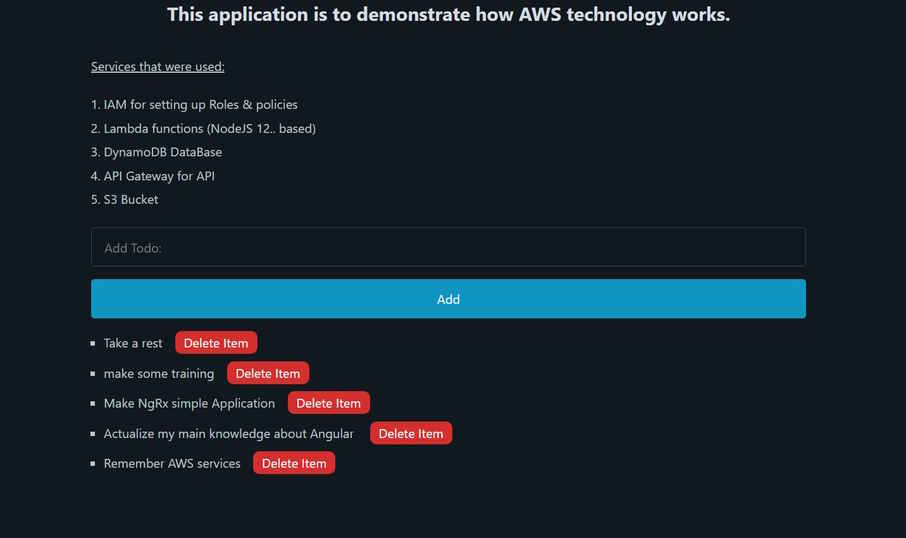 This application is to demonstrate how AWS technology works.
Services that were used:
1. IAM for setting up Roles & policies
2. Lambda functions (NodeJS 12.. based)
3. DynamoDB DataBase
4. API Gateway for API
5. S3 Bucket
Add Todo:
Add
Take a rest Delete Item
make some training Delete Item
Make NgRx simple Application Delete Item
Actualize my main knowledge about Angular Delete Item
Remember AWS services Delete Item